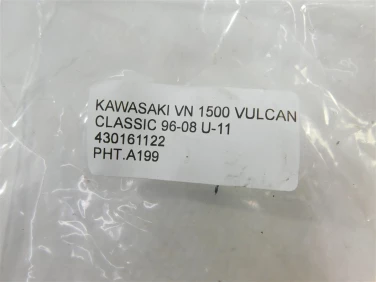 KAWASAKI VN 1500 VULCAN
CLASSIC 96-08 U-11
430161122
PHT.A199